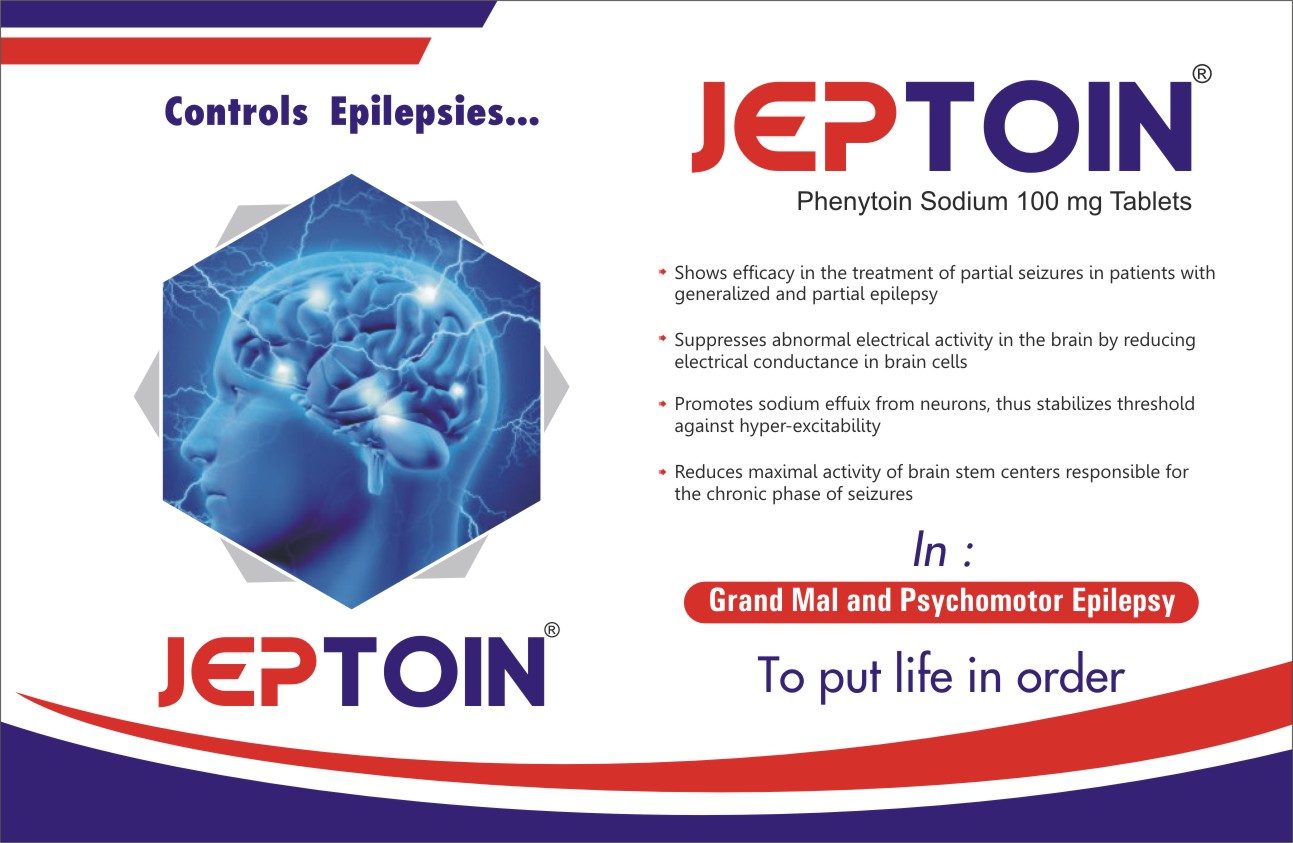 Controls Epilepsies...
JEPTOIN®
JEPTOIN®
Phenytoin Sodium 100 mg Tablets
Shows efficacy in the treatment of partial seizures in patients with
generalized and partial epilepsy
Suppresses abnormal electrical activity in the brain by reducing
electrical conductance in brain cells
Promotes sodium effuix from neurons, thus stabilizes threshold
against hyper-excitability
Reduces maximal activity of brain stem centers responsible for
the chronic phase of seizures
In :
Grand Mal and Psychomotor Epilepsy
To put life in order